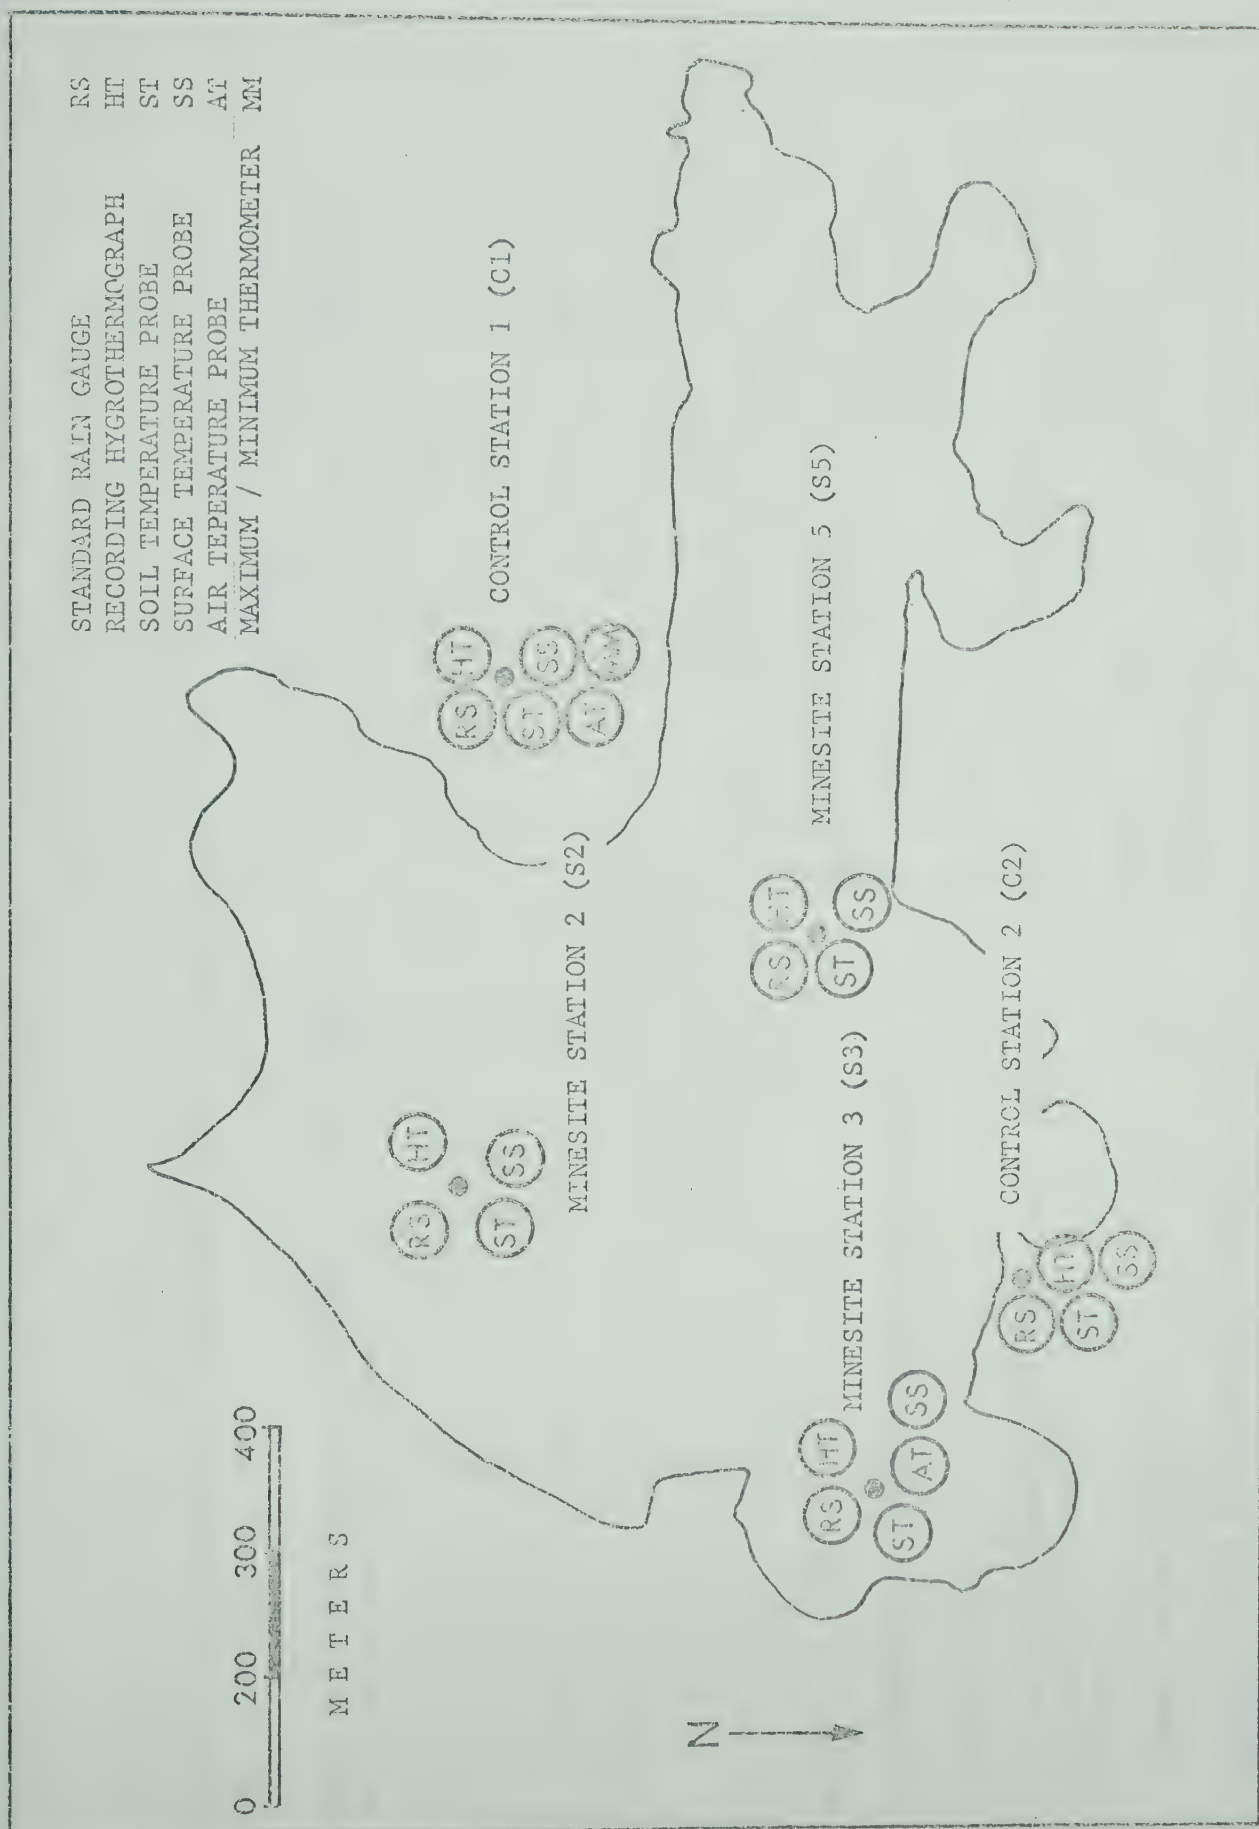 STANDARD RAIN GAUGE RS
RECORDING HYGROTHERMOGRAPH HT
SOIL TEMPERATURE PROBE ST
SURFACE TEMPERATURE PROBE SS
AIR TEPERATURE PROBE AT
MAXIMUM / MINIMUM THERMOMETER MM
0 200 300 400
METERS
RS HT
ST SS
MINESITE STATION 2 (S2)
RS HT
ST SS
AT MM
CONTROL STATION 1 (C1)
N
RS HT
ST AT SS
MINESITE STATION 3 (S3)
RS HT
ST SS
MINESITE STATION 5 (S5)
RS HT
ST SS
CONTROL STATION 2 (C2)